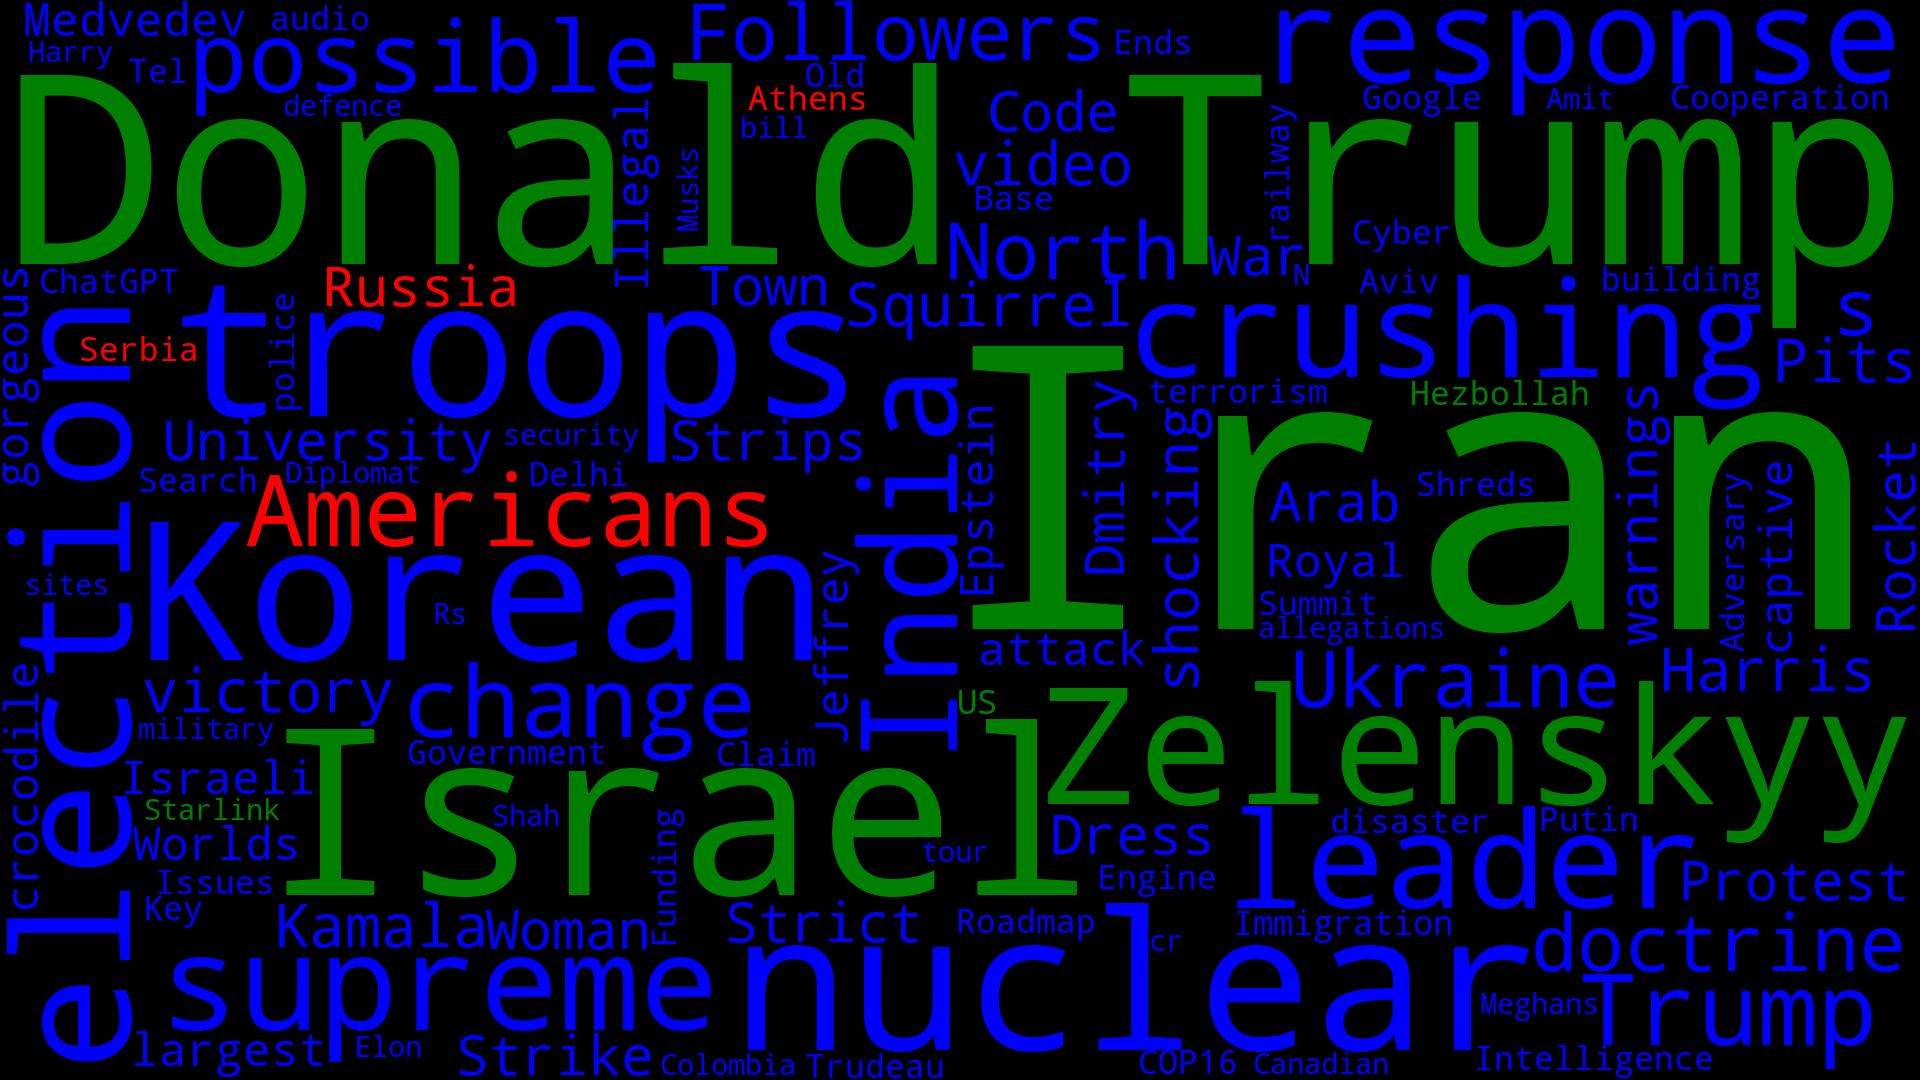 Medvedev
audio
possible
Followers
Ends
response
Harry
Tel
Old
Google
Amit
Cooperation
defence
Donald
Trump
Athens
bill
Code
video
Base
Illegal
Musks
railway
Cyber
North
War
N
Aviv
building
s
ChatGPT
Russia
Town
Squirrel
crushing
Pits
gorgeous
Serbia
police
troops
terrorism
Hezbollah
University
security
Strips
India
Epstein
Dmitry
shocking
Iran
warnings
Search
Diplomat
Delhi
Arab
Shreds
Adversary
captive
Rocket
Americans
election
sites
Korean
Rs
Jeffrey
Royal
Summit
allegations
attack
Ukraine
Harris
crocodile
victory
change
US
Zelenskyy
military
Government
Claim
Israeli
Israel
Starlink
Shah
Funding
tour
Worlds
Dress
leader
disaster
Putin
Issues
Engine
Protest
Key
Kamala
Woman
Strict
Roadmap
cr
Immigration
doctrine
supreme
nuclear
Meghans
Trump
largest
Elon
Strike
Colombia
Trudeau
COP16
Canadian
Intelligence